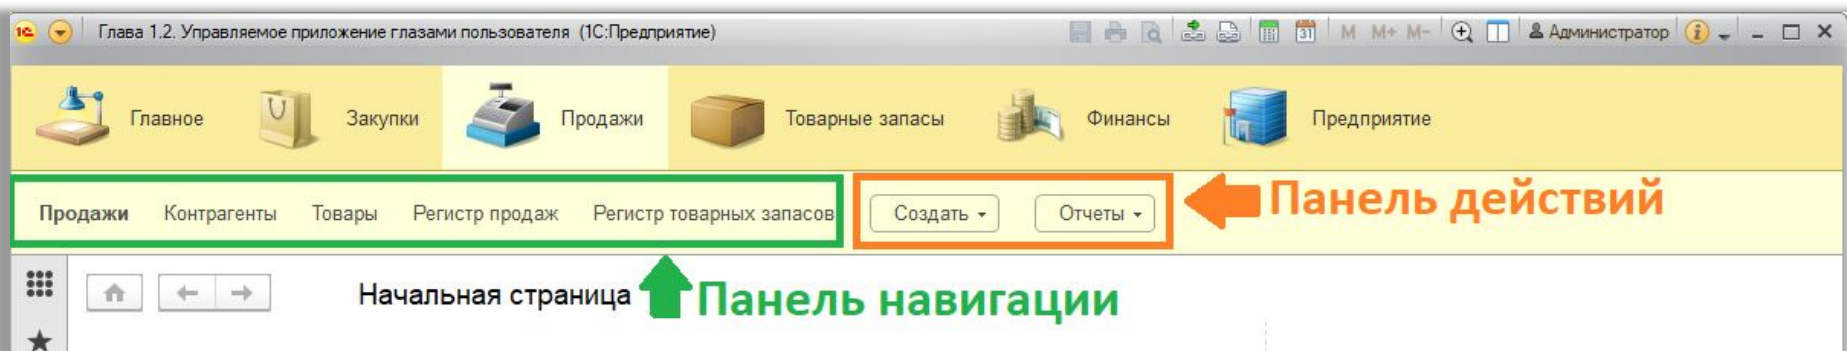 1С Глава 1.2. Управляемое приложение глазами пользователя (1С:Предприятие) 31 M M+ M- Администратор i
Главное Закупки Продажи Товарные запасы Финансы Предприятие
Продажи Контрагенты Товары Регистр продаж Регистр товарных запасов Создать Отчеты Панель действий
Начальная страница Панель навигации